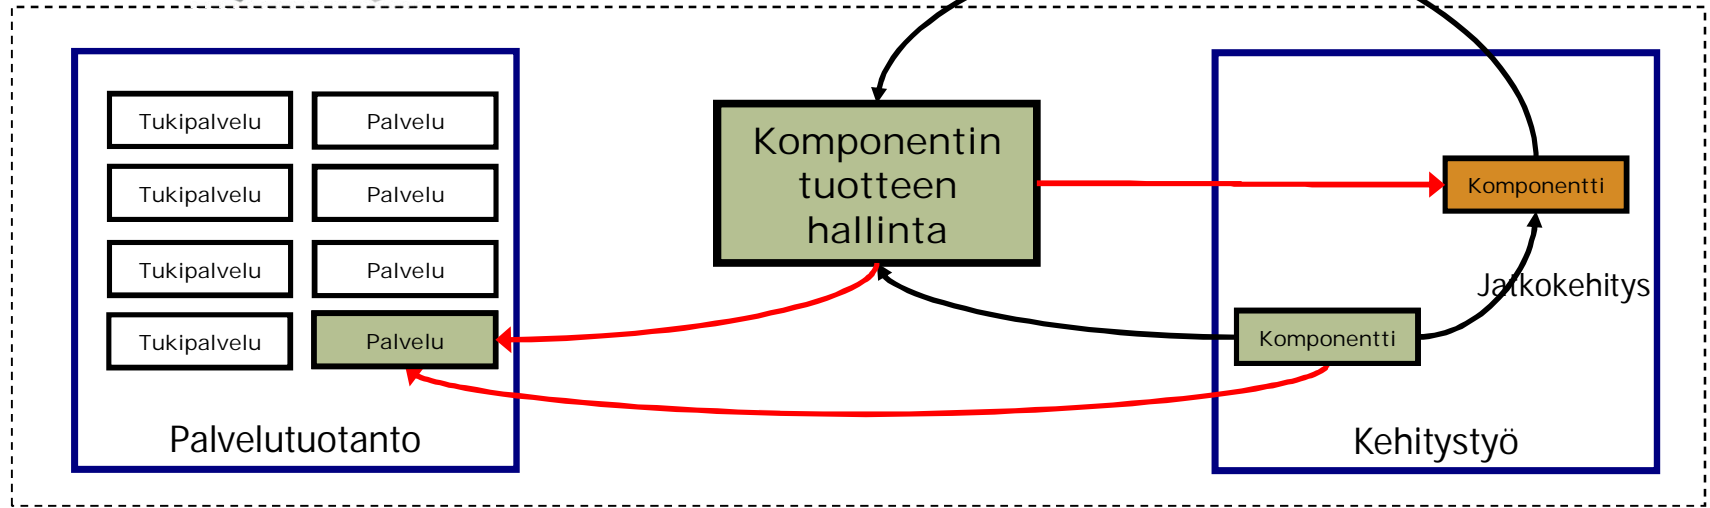 Tukipalvelu
Palvelu
Tukipalvelu
Palvelu
Tukipalvelu
Palvelu
Tukipalvelu
Palvelu
Palvelutuotanto
Komponentin
tuotteen
hallinta
Komponentti
Jatkokehitys
Komponentti
Kehitystyö